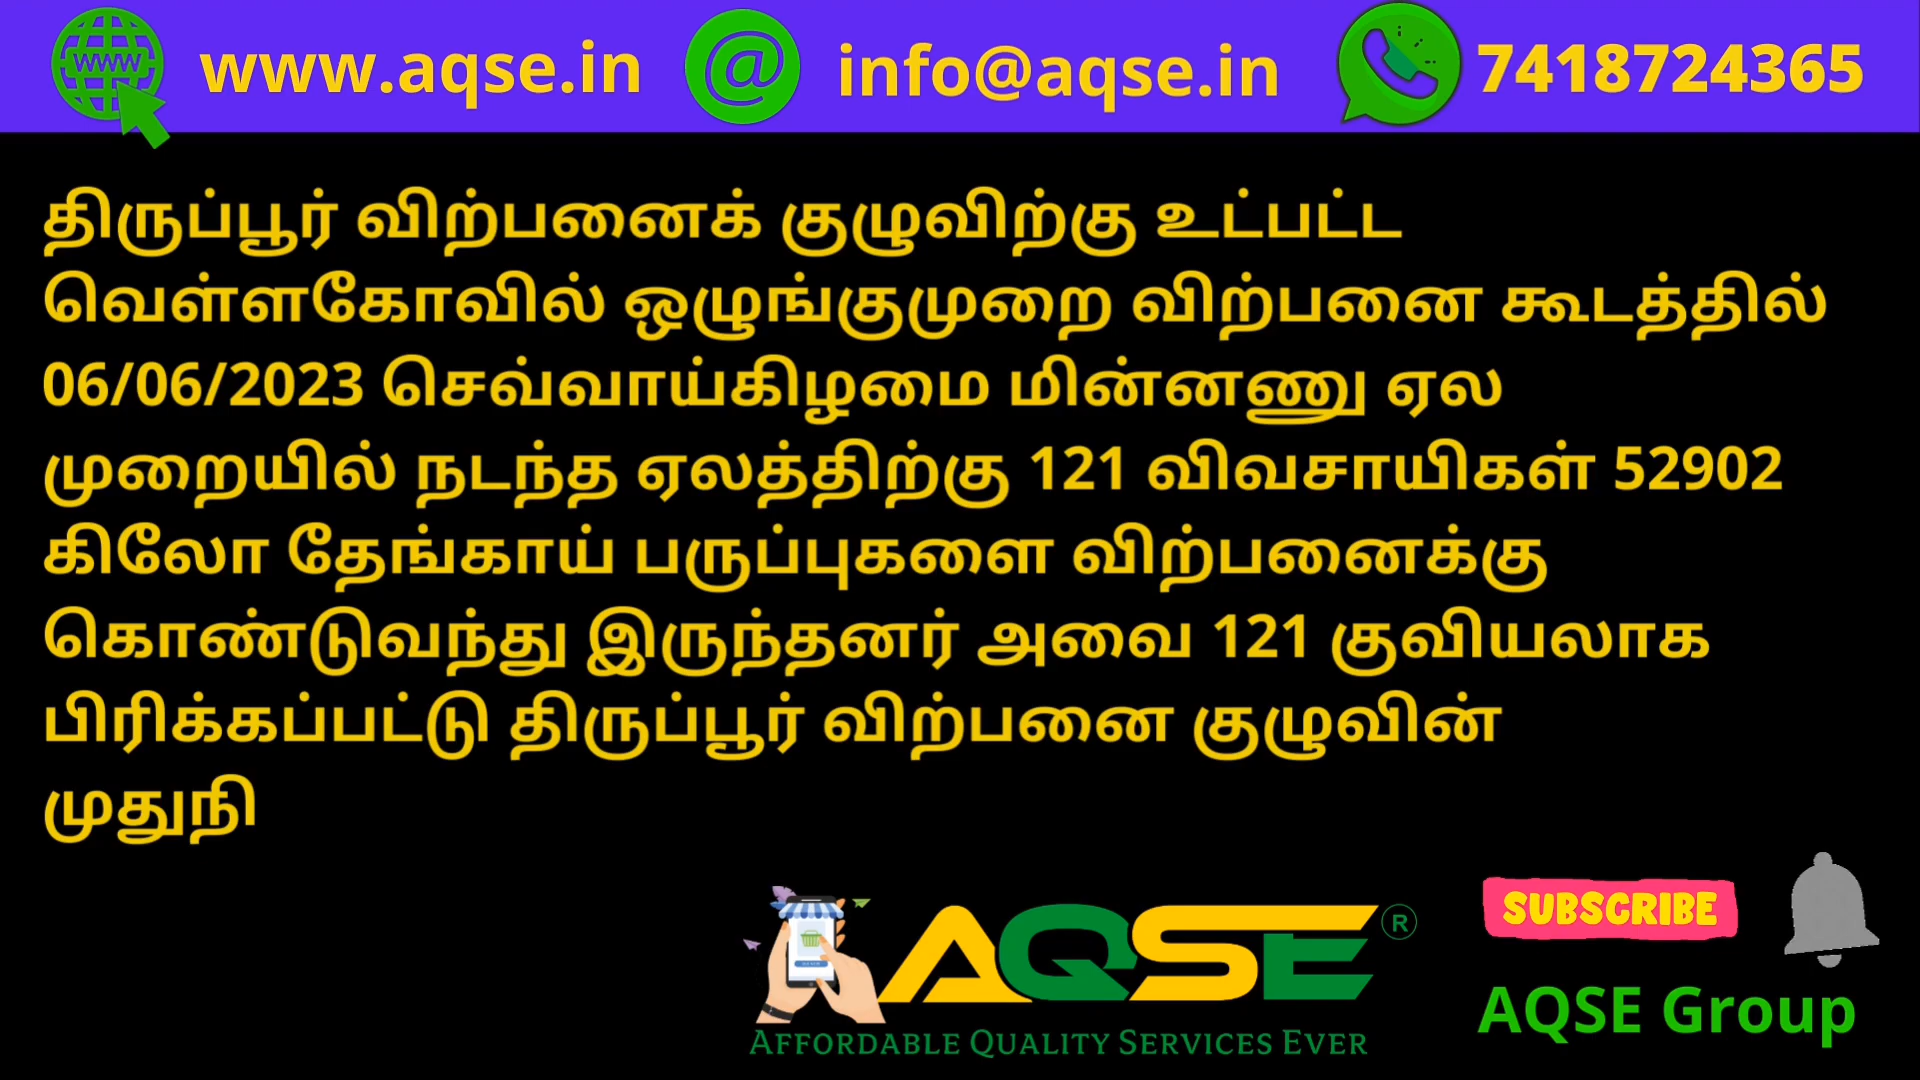 www.aqse.in
info@aqse.in
7418724365
திருப்பூர் விற்பனைக் குழுவிற்கு உட்பட்ட
வெள்ளகோவில் ஒழுங்குமுறை விற்பனை கூடத்தில்
06/06/2023 செவ்வாய்கிழமை மின்னணு ஏல
முறையில் நடந்த ஏலத்திற்கு 121 விவசாயிகள் 52902
கிலோ தேங்காய் பருப்புகளை விற்பனைக்கு
கொண்டுவந்து இருந்தனர் அவை 121 குவியலாக
பிரிக்கப்பட்டு திருப்பூர் விற்பனை குழுவின்
முதுநி
AQSE®
AFFORDABLE QUALITY SERVICES EVER
SUBSCRIBE
AQSE Group